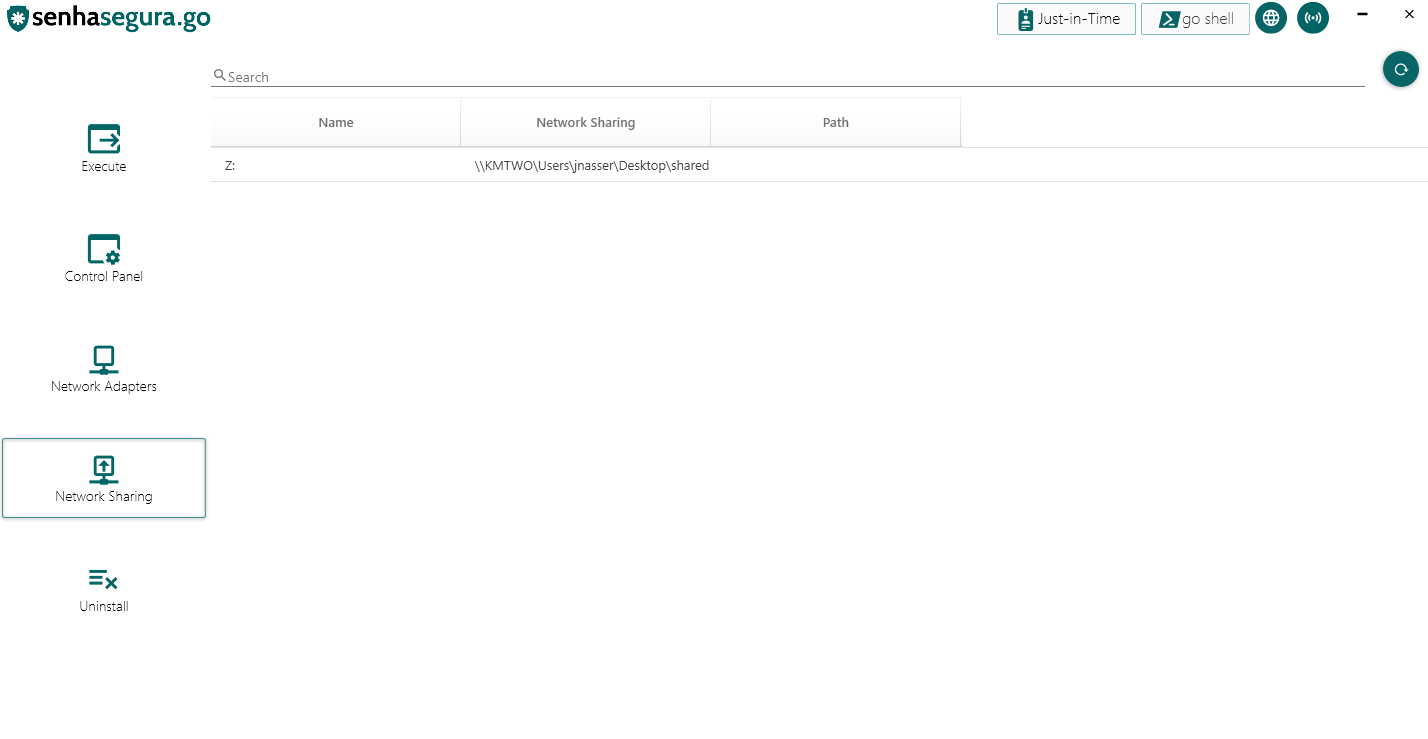 senhasegura.go
Just-in-Time
go shell
Search
Name Network Sharing Path
Z: \\KMTWO\Users\jnasser\Desktop\shared
Execute
Control Panel
Network Adapters
Network Sharing
Uninstall